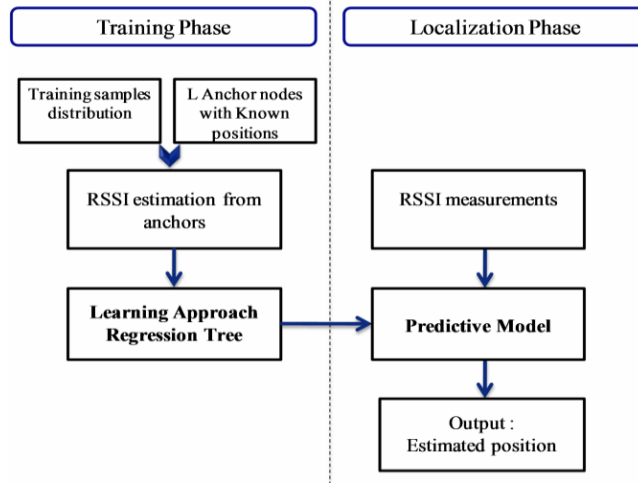 Training Phase
Localization Phase
Training samples
distribution
L Anchor nodes
with Known
positions
RSSI estimation from
anchors
RSSI measurements
Learning Approach
Regression Tree
Predictive Model
Output :
Estimated position